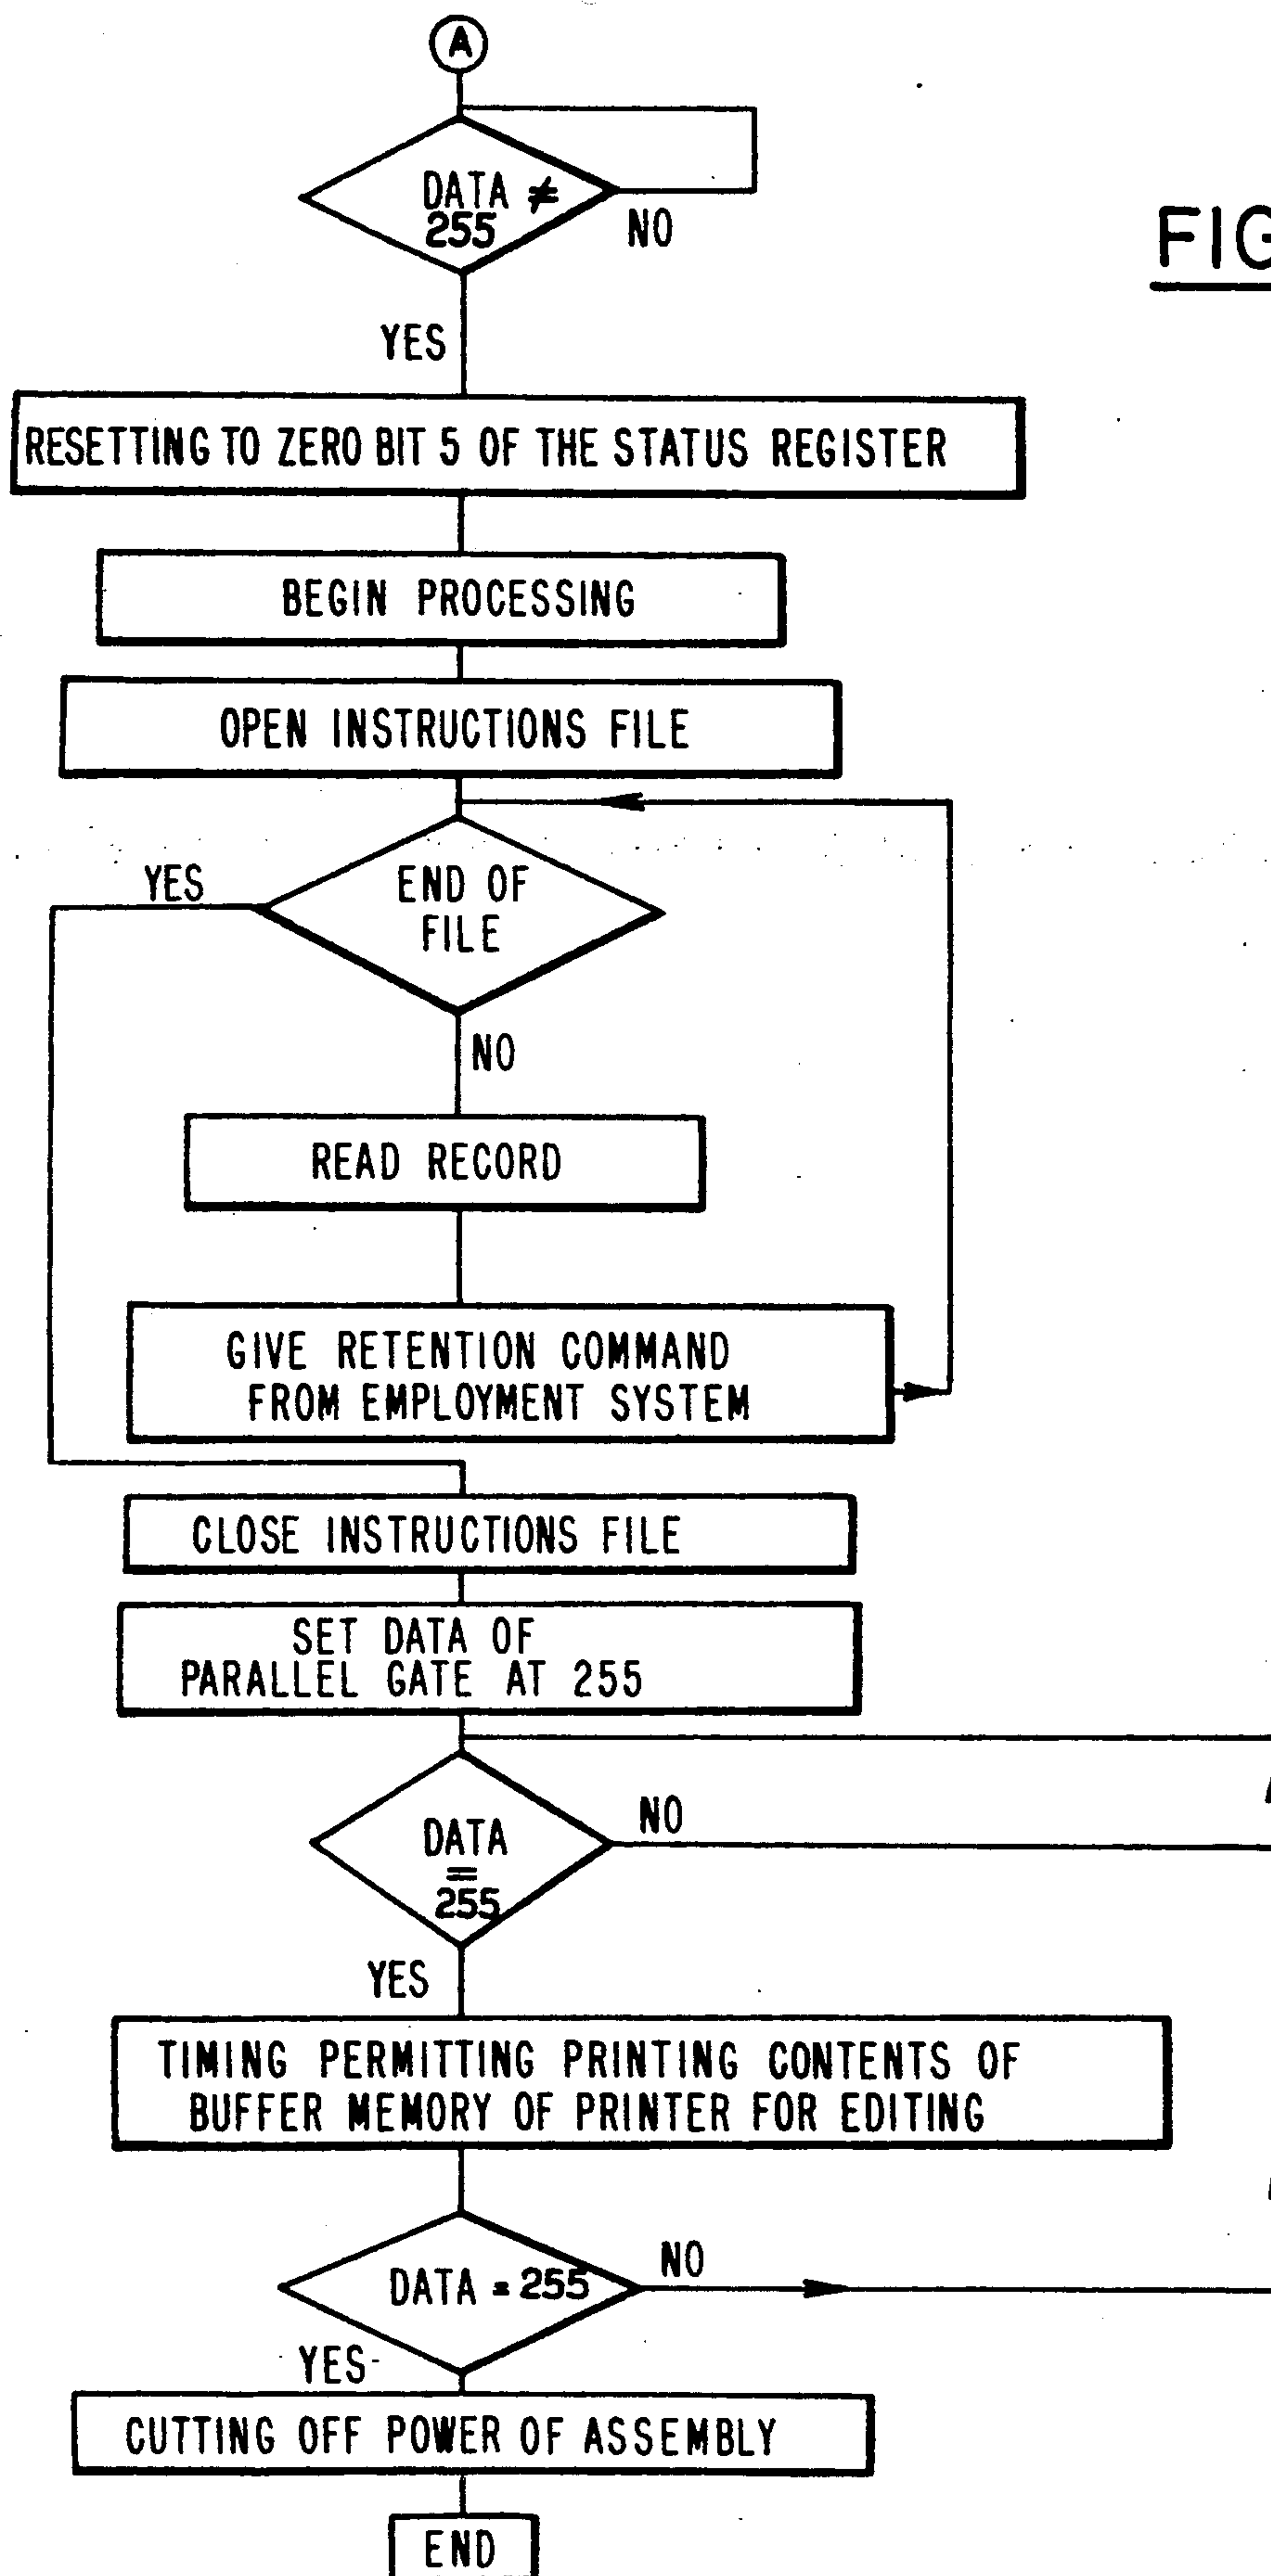 A
DATA ≠
255
NO
FIG
YES
RESETTING TO ZERO BIT 5 OF THE STATUS REGISTER
BEGIN PROCESSING
OPEN INSTRUCTIONS FILE
YES
END OF
FILE
NO
READ RECORD
GIVE RETENTION COMMAND
FROM EMPLOYMENT SYSTEM
CLOSE INSTRUCTIONS FILE
SET DATA OF
PARALLEL GATE AT 255
NO
DATA
=
255
YES
TIMING PERMITTING PRINTING CONTENTS OF
BUFFER MEMORY OF PRINTER FOR EDITING
NO
DATA = 255
YES
CUTTING OFF POWER OF ASSEMBLY
END